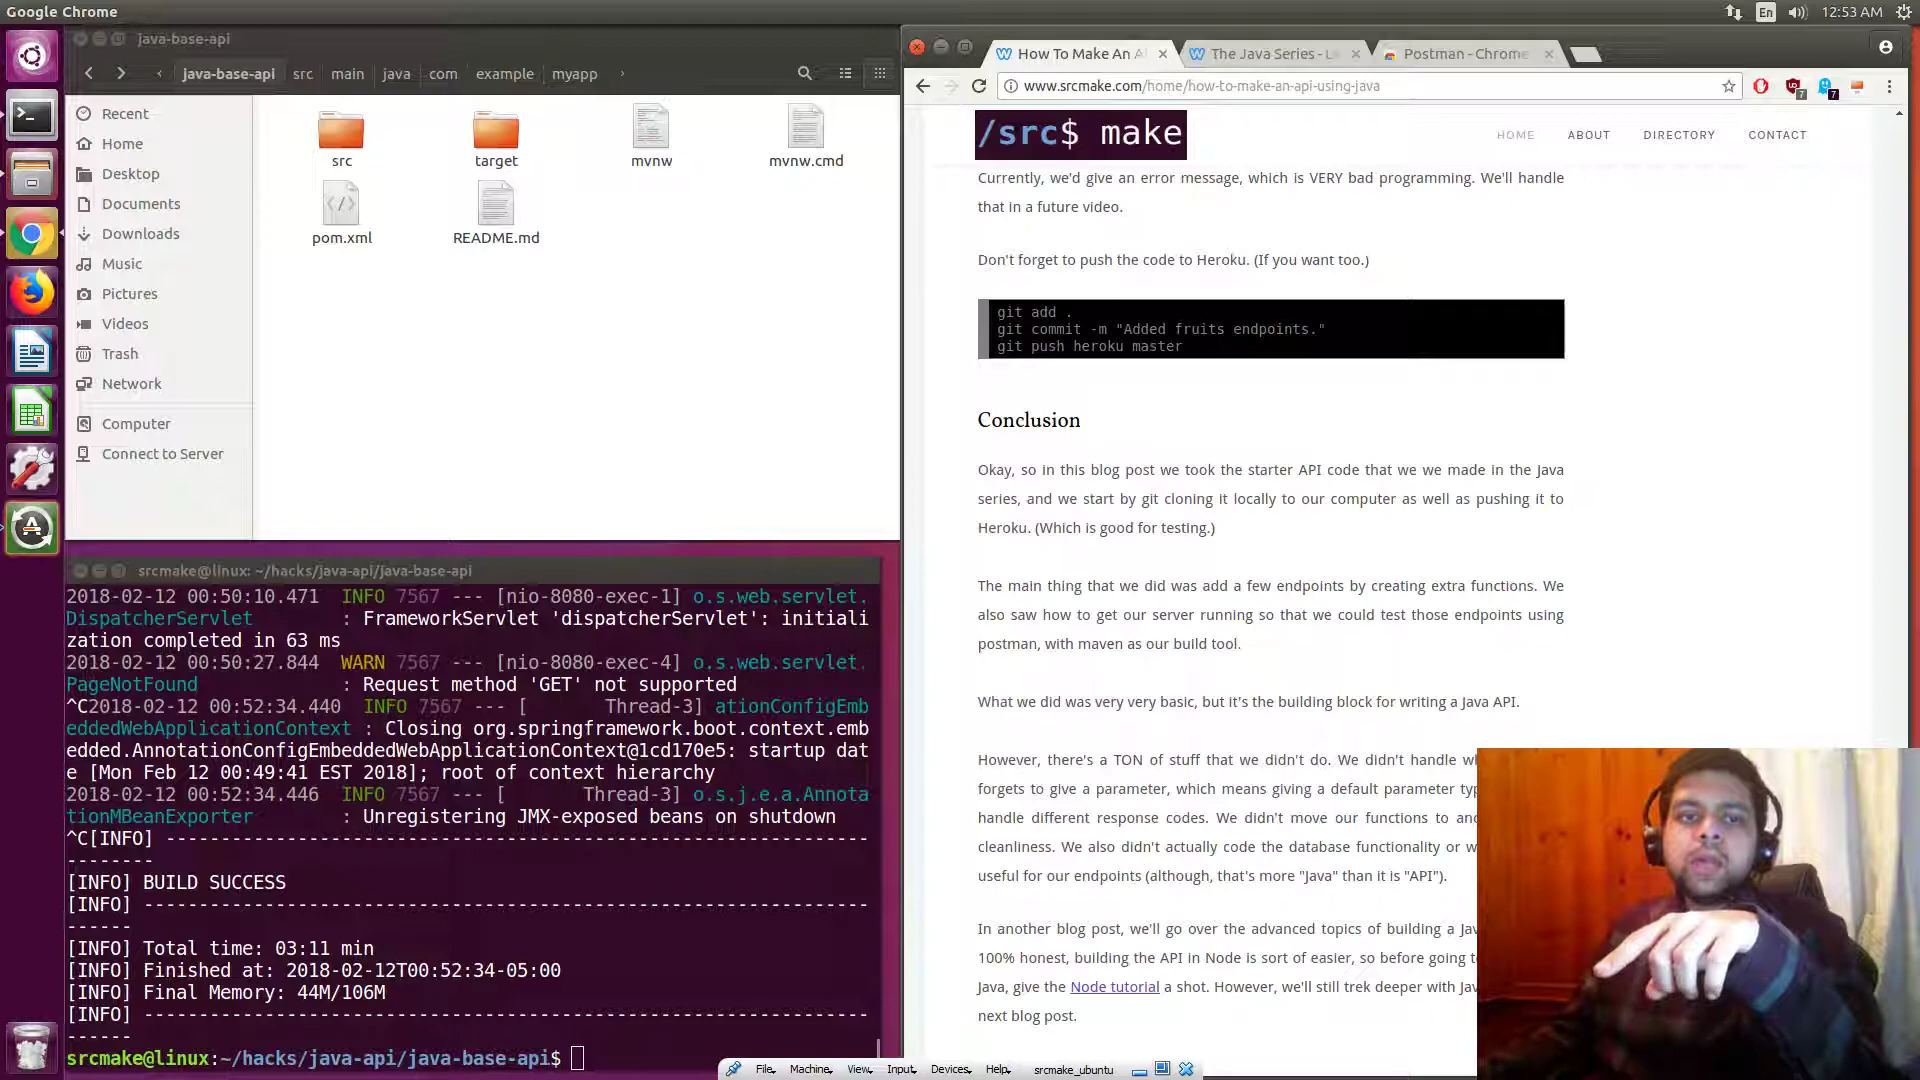 Google Chrome
En
12:53 AM
java-base-api
java-base-api src main java com example myapp
Recent
Home
Desktop
Documents
Downloads
Music
Pictures
Videos
Trash
Network
Computer
Connect to Server
src
target
mvnw
mvnw.cmd
pom.xml
README.md
srcmake@linux: ~/hacks/java-api/java-base-api
2018-02-12 00:50:10.471 INFO 7567 --- [nio-8080-exec-1] o.s.web.servlet.
DispatcherServlet : FrameworkServlet 'dispatcherServlet': initiali
zation completed in 63 ms
2018-02-12 00:50:27.844 WARN 7567 --- [nio-8080-exec-4] o.s.web.servlet.
PageNotFound : Request method 'GET' not supported
^C2018-02-12 00:52:34.440 INFO 7567 --- [ Thread-3] ationConfigEmb
eddedWebApplicationContext : Closing org.springframework.boot.context.emb
edded.AnnotationConfigEmbeddedWebApplicationContext@1cd170e5: startup dat
e [Mon Feb 12 00:49:41 EST 2018]; root of context hierarchy
2018-02-12 00:52:34.446 INFO 7567 --- [ Thread-3] o.s.j.e.a.Annota
tionMBeanExporter : Unregistering JMX-exposed beans on shutdown
^C[INFO] ----------------------------------------------------------------
--------
[INFO] BUILD SUCCESS
[INFO] ------------------------------------------------------------------
------
[INFO] Total time: 03:11 min
[INFO] Finished at: 2018-02-12T00:52:34-05:00
[INFO] Final Memory: 44M/106M
[INFO] ------------------------------------------------------------------
------
srcmake@linux:~/hacks/java-api/java-base-api$
How To Make An A
The Java Series - L
Postman - Chrome
www.srcmake.com/home/how-to-make-an-api-using-java
7
7
/src$ make
HOME ABOUT DIRECTORY CONTACT
Currently, we'd give an error message, which is VERY bad programming. We'll handle
that in a future video.
Don't forget to push the code to Heroku. (If you want too.)
git add .
git commit -m "Added fruits endpoints."
git push heroku master
Conclusion
Okay, so in this blog post we took the starter API code that we we made in the Java
series, and we start by git cloning it locally to our computer as well as pushing it to
Heroku. (Which is good for testing.)
The main thing that we did was add a few endpoints by creating extra functions. We
also saw how to get our server running so that we could test those endpoints using
postman, with maven as our build tool.
What we did was very very basic, but it's the building block for writing a Java API.
However, there's a TON of stuff that we didn't do. We didn't handle w
forgets to give a parameter, which means giving a default parameter typ
handle different response codes. We didn't move our functions to an
cleanliness. We also didn't actually code the database functionality or w
useful for our endpoints (although, that's more "Java" than it is "API").
In another blog post, we'll go over the advanced topics of building a Jav
100% honest, building the API in Node is sort of easier, so before going t
Java, give the Node tutorial a shot. However, we'll still trek deeper with Jav
next blog post.
File Machine View Input Devices Help srcmake_ubuntu